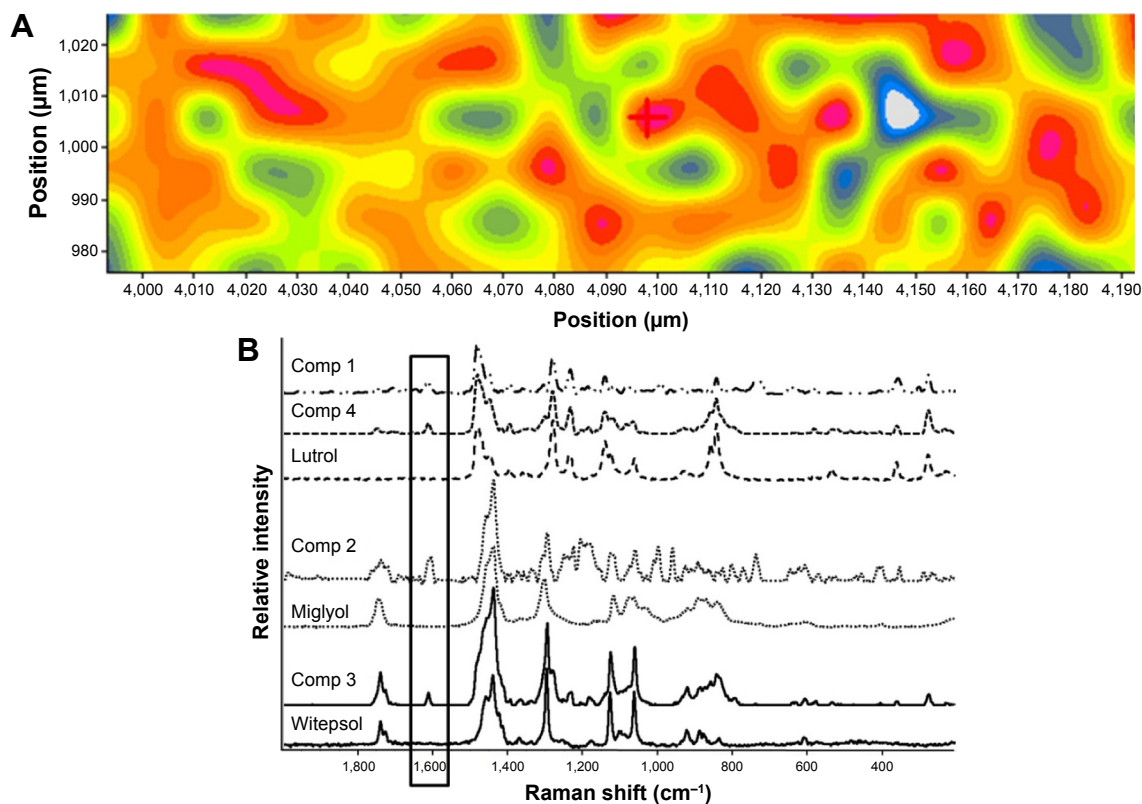 A
Position (µm)
1,020
1,010
1,000
990
980
4,000 4,010 4,020 4,030 4,040 4,050 4,060 4,070 4,080 4,090 4,100 4,110 4,120 4,130 4,140 4,150 4,160 4,170 4,180 4,190
Position (µm)
B
Relative intensity
Comp 1
Comp 4
Lutrol
Comp 2
Miglyol
Comp 3
Witepsol
1,800 1,600 1,400 1,200 1,000 800 600 400
Raman shift (cm⁻¹)